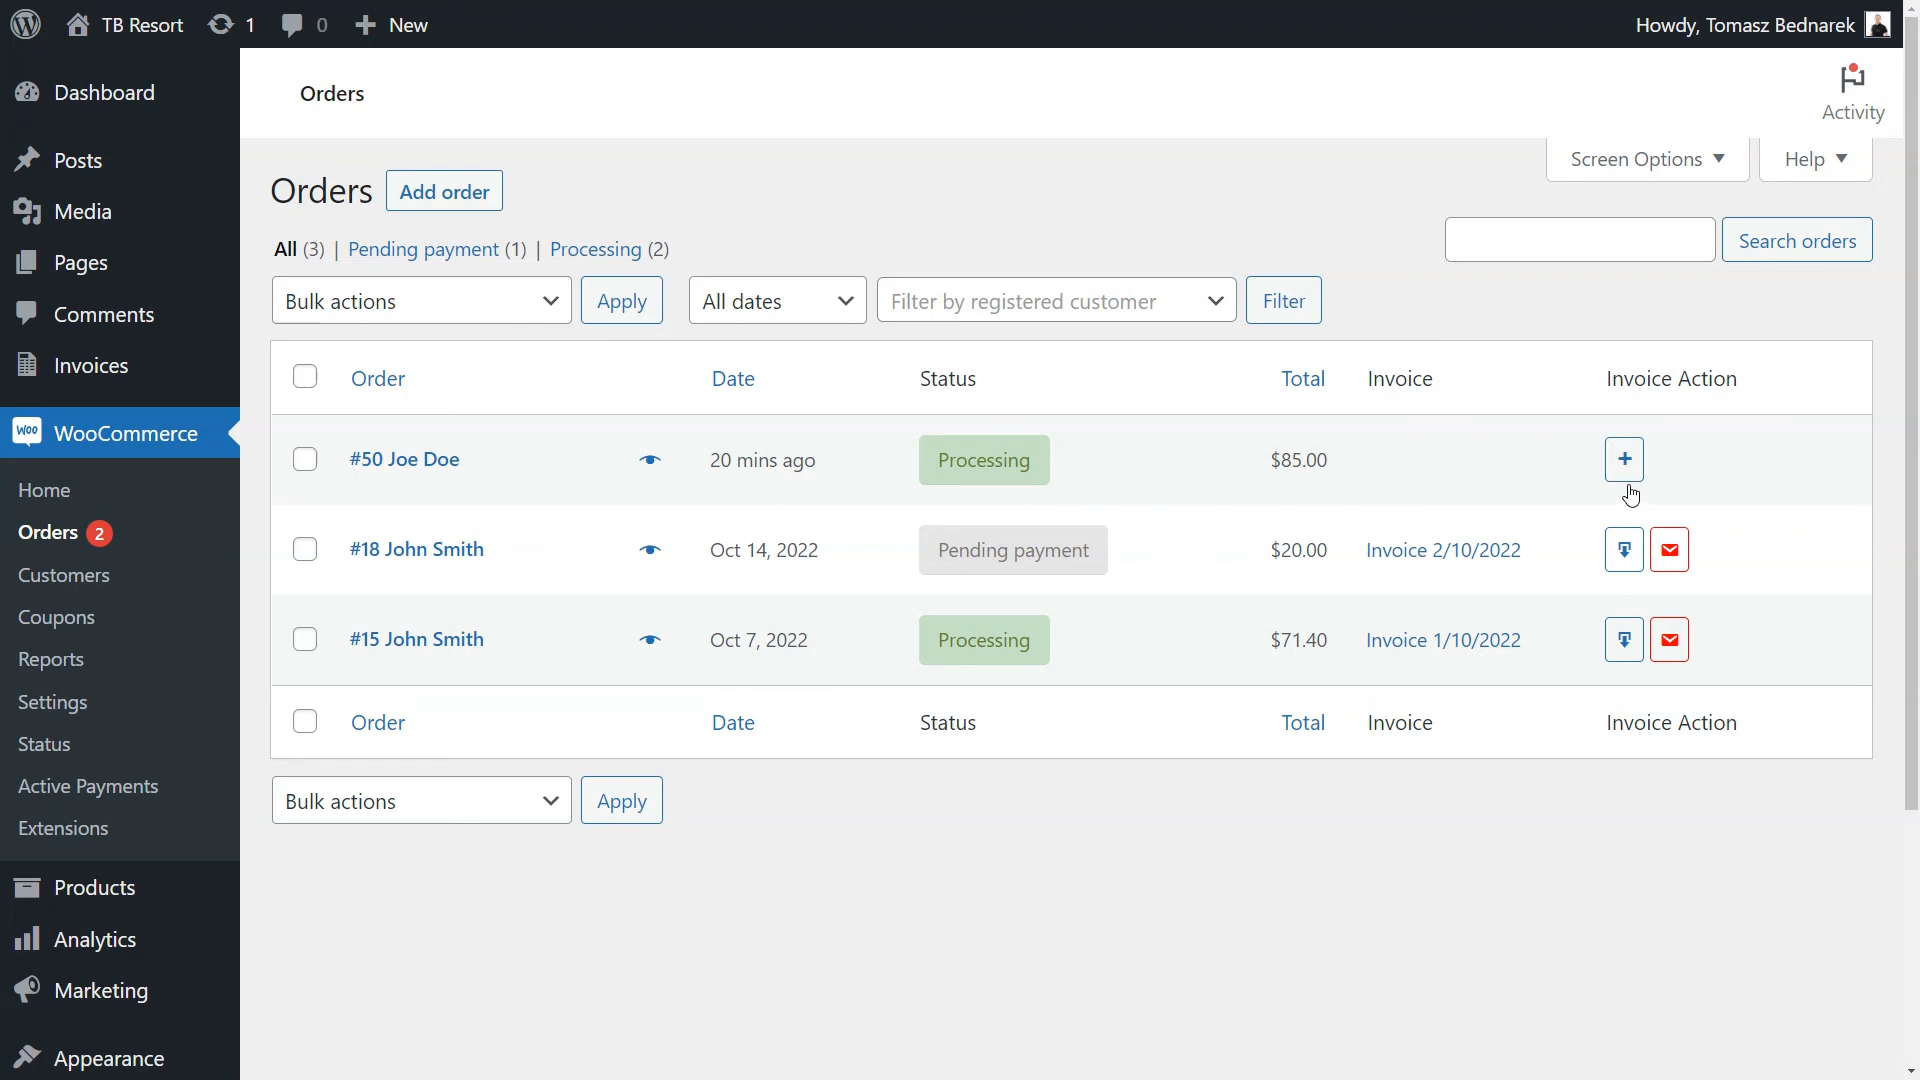 TB Resort 1 0 New Howdy, Tomasz Bednarek
Dashboard
Posts
Media
Pages
Comments
Invoices
WooCommerce
Home
Orders 2
Customers
Coupons
Reports
Settings
Status
Active Payments
Extensions
Products
Analytics
Marketing
Appearance
Orders
Activity
Screen Options Help
Orders Add order
All (3) | Pending payment (1) | Processing (2)
Search orders
Bulk actions Apply All dates Filter by registered customer Filter
Order Date Status Total Invoice Invoice Action
#50 Joe Doe 20 mins ago Processing $85.00
#18 John Smith Oct 14, 2022 Pending payment $20.00 Invoice 2/10/2022
#15 John Smith Oct 7, 2022 Processing $71.40 Invoice 1/10/2022
Order Date Status Total Invoice Invoice Action
Bulk actions Apply